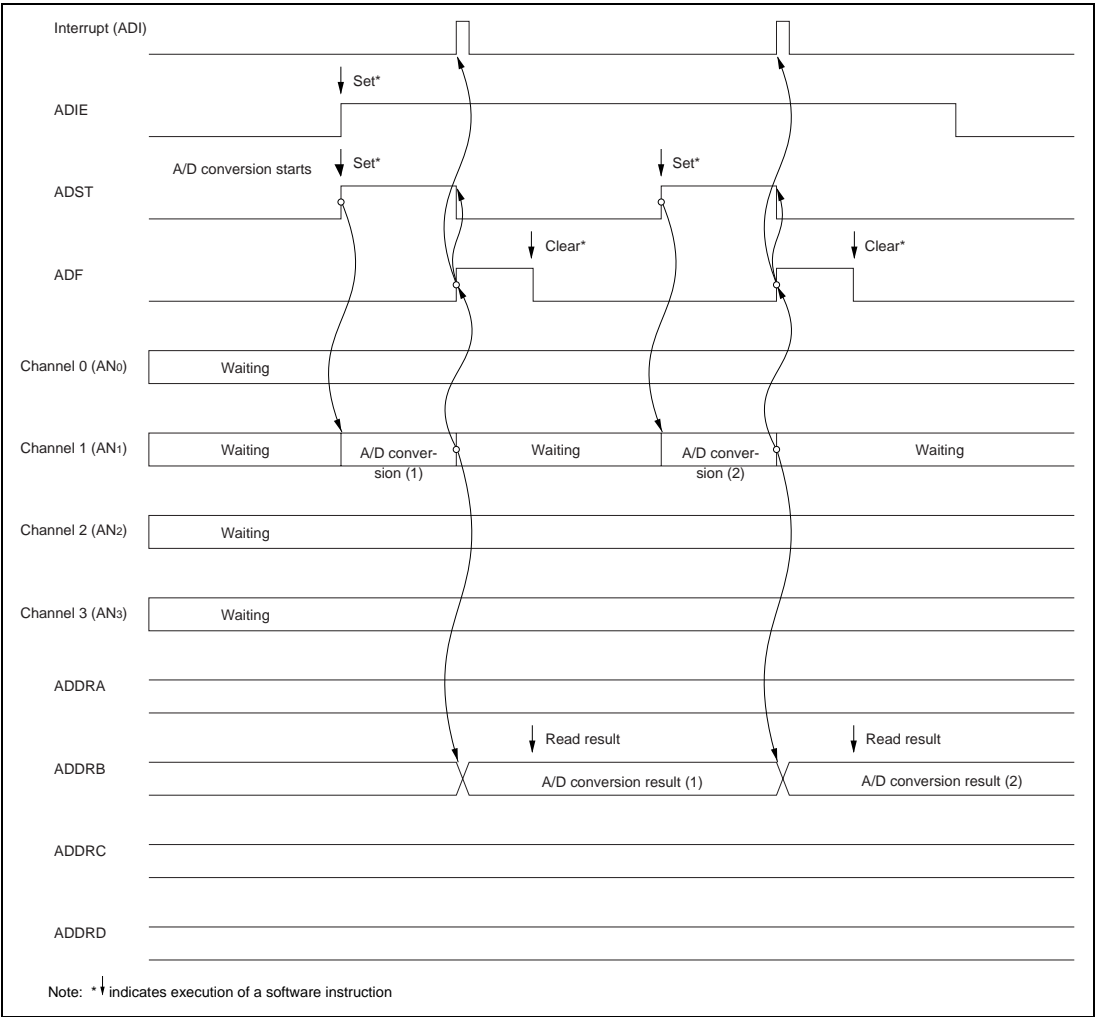 Interrupt (ADI)
Set*
ADIE
A/D conversion starts
Set*
Set*
ADST
Clear*
Clear*
ADF
Channel 0 (AN0)
Waiting
Channel 1 (AN1)
Waiting
A/D conver-
sion (1)
Waiting
A/D conver-
sion (2)
Waiting
Channel 2 (AN2)
Waiting
Channel 3 (AN3)
Waiting
ADDRA
Read result
Read result
ADDRB
A/D conversion result (1)
A/D conversion result (2)
ADDRC
ADDRD
Note: * ↓ indicates execution of a software instruction